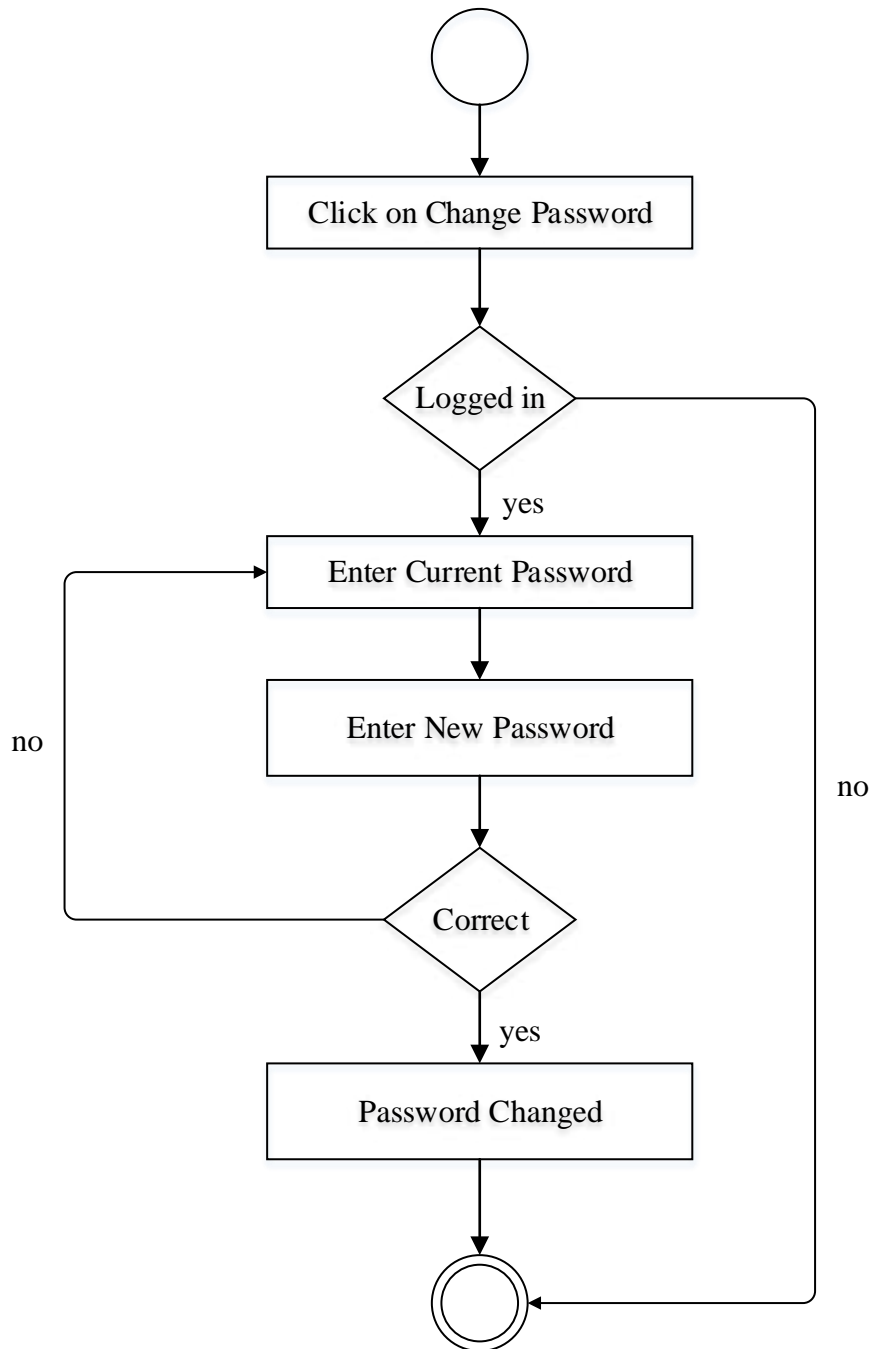 Click on Change Password
Logged in
yes
Enter Current Password
Enter New Password
no
no
Correct
yes
Password Changed